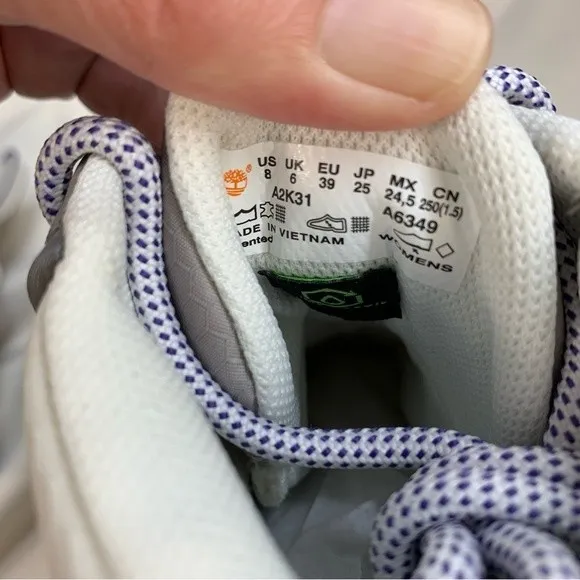 US UK EU JP MX CN
8 6 39 25 24,5 250(1.5)
A2K31 A6349
ADE IN VIETNAM WOMENS
ented